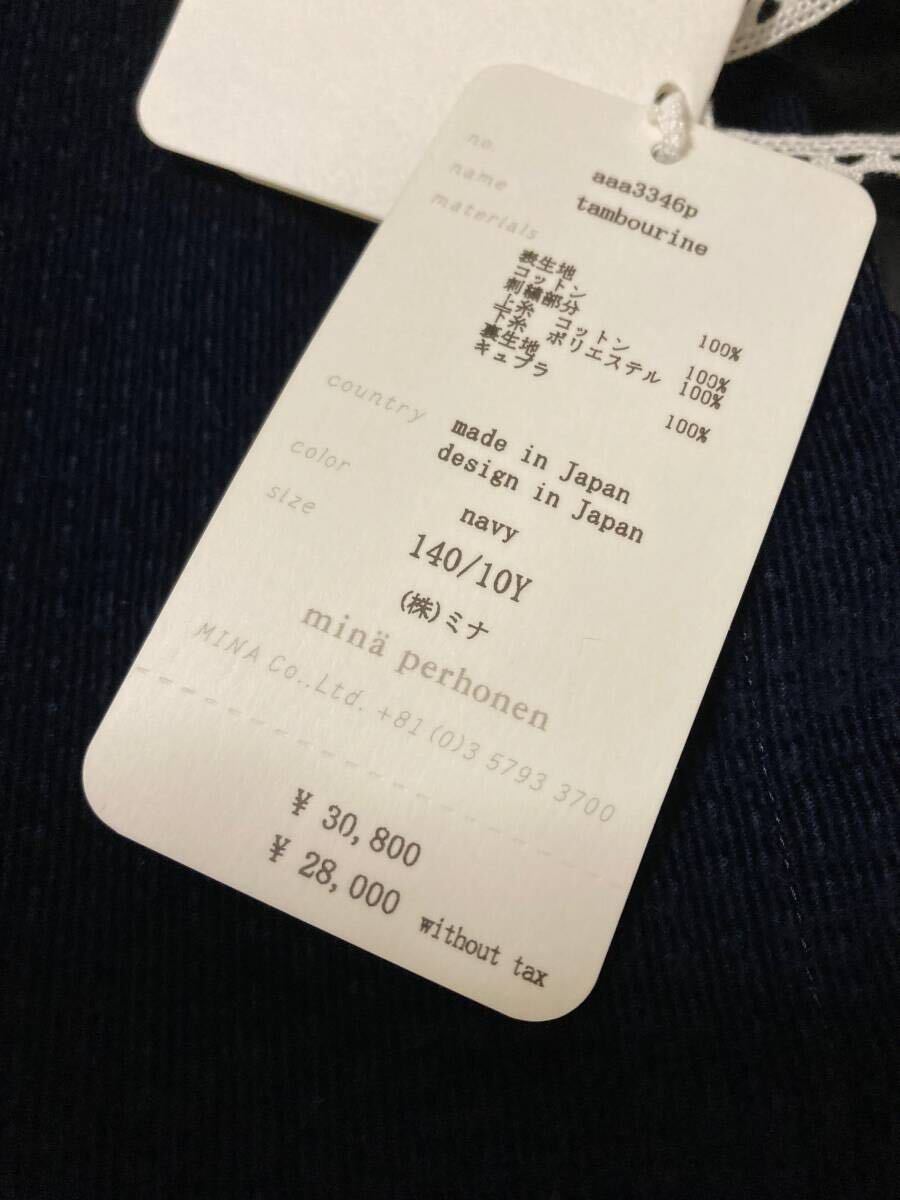 no. aaa3346p
name tambourine
materials
表生地
コットン 100%
刺繍部分
上糸 コットン 100%
下糸 ポリエステル 100%
裏生地
キュプラ 100%
country made in Japan
design in Japan
color navy
size 140/10Y
(株)ミナ
minä perhonen
MINA Co.,Ltd. +81(0)3 5793 3700
¥ 30,800
¥ 28,000 without tax